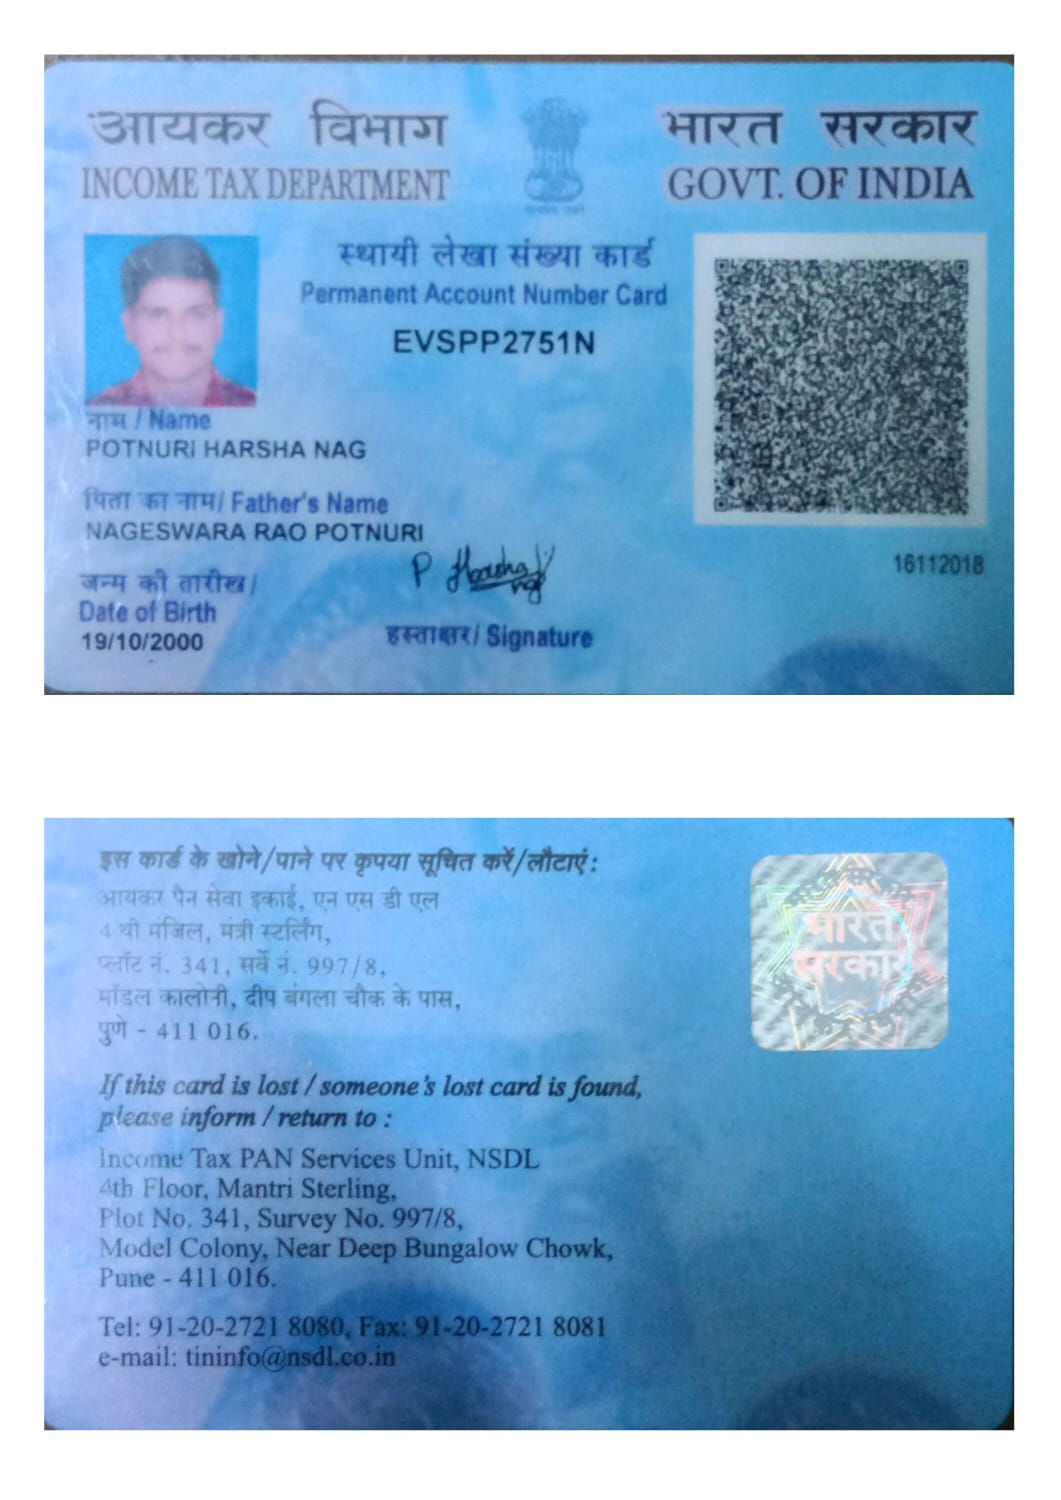 आयकर विभाग
INCOME TAX DEPARTMENT
भारत सरकार
GOVT. OF INDIA
स्थायी लेखा संख्या कार्ड
Permanent Account Number Card
EVSPP2751N
नाम / Name
POTNURI HARSHA NAG
पिता का नाम/ Father's Name
NAGESWARA RAO POTNURI
जन्म की तारीख/
Date of Birth
19/10/2000
P Harsha Nag
हस्ताक्षर/ Signature
16112018
इस कार्ड के खोने/पाने पर कृपया सूचित करें/लौटाएं:
आयकर पैन सेवा इकाई, एन एस डी एल
4 थी मंजिल, मंत्री स्टर्लिंग,
प्लॉट नं. 341, सर्वे नं. 997/8,
मॉडल कालोनी, दीप बंगला चौक के पास,
पुणे - 411 016.
भारत
सरकार
If this card is lost / someone's lost card is found,
please inform / return to :
Income Tax PAN Services Unit, NSDL
4th Floor, Mantri Sterling,
Plot No. 341, Survey No. 997/8,
Model Colony, Near Deep Bungalow Chowk,
Pune - 411 016.
Tel: 91-20-2721 8080, Fax: 91-20-2721 8081
e-mail: tininfo@nsdl.co.in